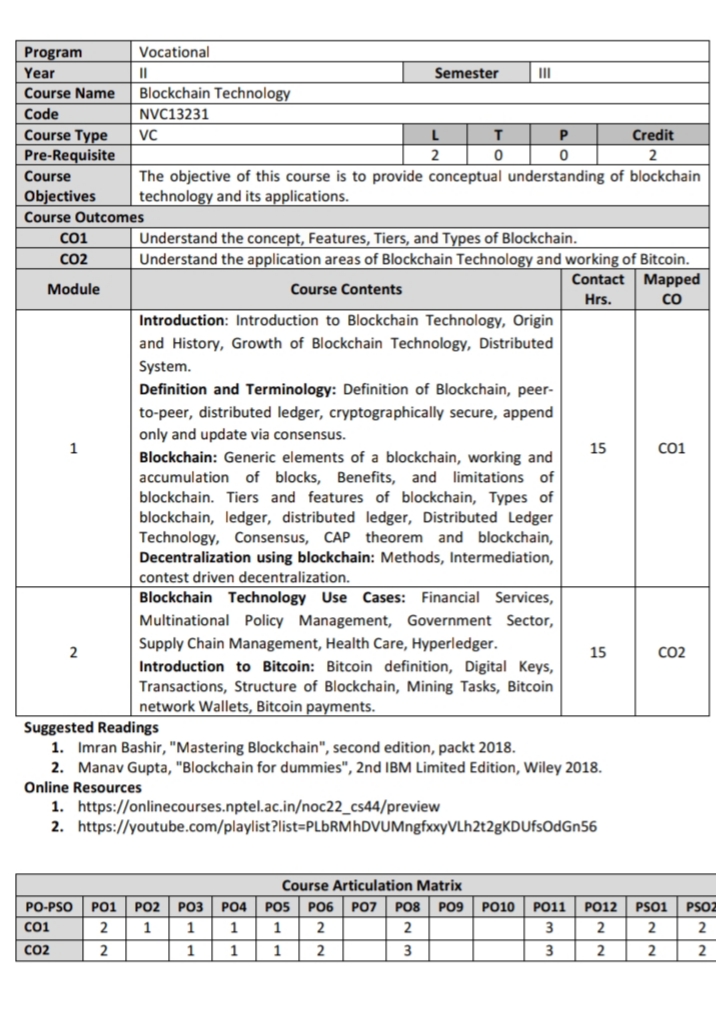 Program Vocational
Year II Semester III
Course Name Blockchain Technology
Code NVC13231
Course Type VC L T P Credit
Pre-Requisite 2 0 0 2
Course Objectives The objective of this course is to provide conceptual understanding of blockchain
technology and its applications.
Course Outcomes
CO1 Understand the concept, Features, Tiers, and Types of Blockchain.
CO2 Understand the application areas of Blockchain Technology and working of Bitcoin.
Module Course Contents Contact Hrs. Mapped CO
1
Introduction: Introduction to Blockchain Technology, Origin
and History, Growth of Blockchain Technology, Distributed
System.
Definition and Terminology: Definition of Blockchain, peer-
to-peer, distributed ledger, cryptographically secure, append
only and update via consensus.
Blockchain: Generic elements of a blockchain, working and
accumulation of blocks, Benefits, and limitations of
blockchain. Tiers and features of blockchain, Types of
blockchain, ledger, distributed ledger, Distributed Ledger
Technology, Consensus, CAP theorem and blockchain,
Decentralization using blockchain: Methods, Intermediation,
contest driven decentralization.
15 CO1
2
Blockchain Technology Use Cases: Financial Services,
Multinational Policy Management, Government Sector,
Supply Chain Management, Health Care, Hyperledger.
Introduction to Bitcoin: Bitcoin definition, Digital Keys,
Transactions, Structure of Blockchain, Mining Tasks, Bitcoin
network Wallets, Bitcoin payments.
15 CO2
Suggested Readings
1. Imran Bashir, "Mastering Blockchain", second edition, packt 2018.
2. Manav Gupta, "Blockchain for dummies", 2nd IBM Limited Edition, Wiley 2018.
Online Resources
1. https://onlinecourses.nptel.ac.in/noc22_cs44/preview
2. https://youtube.com/playlist?list=PLbRMhDVUMngfxxyVLh2t2gKDUfsOdGn56
Course Articulation Matrix
PO-PSO PO1 PO2 PO3 PO4 PO5 PO6 PO7 PO8 PO9 PO10 PO11 PO12 PSO1 PSO2
CO1 2 1 1 1 1 2 2 3 2 2 2
CO2 2 1 1 1 2 3 3 2 2 2